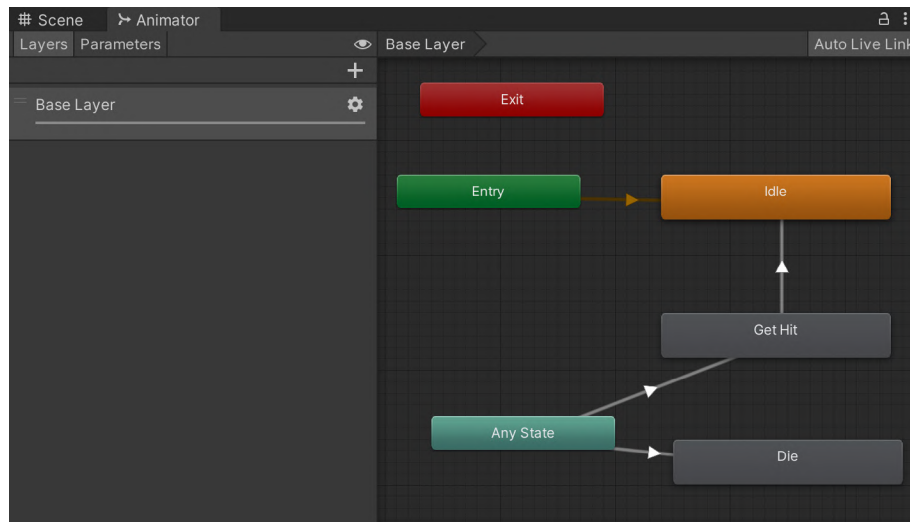 Scene Animator
Layers Parameters Base Layer Auto Live Link
Base Layer
Exit
Entry
Idle
Get Hit
Any State
Die